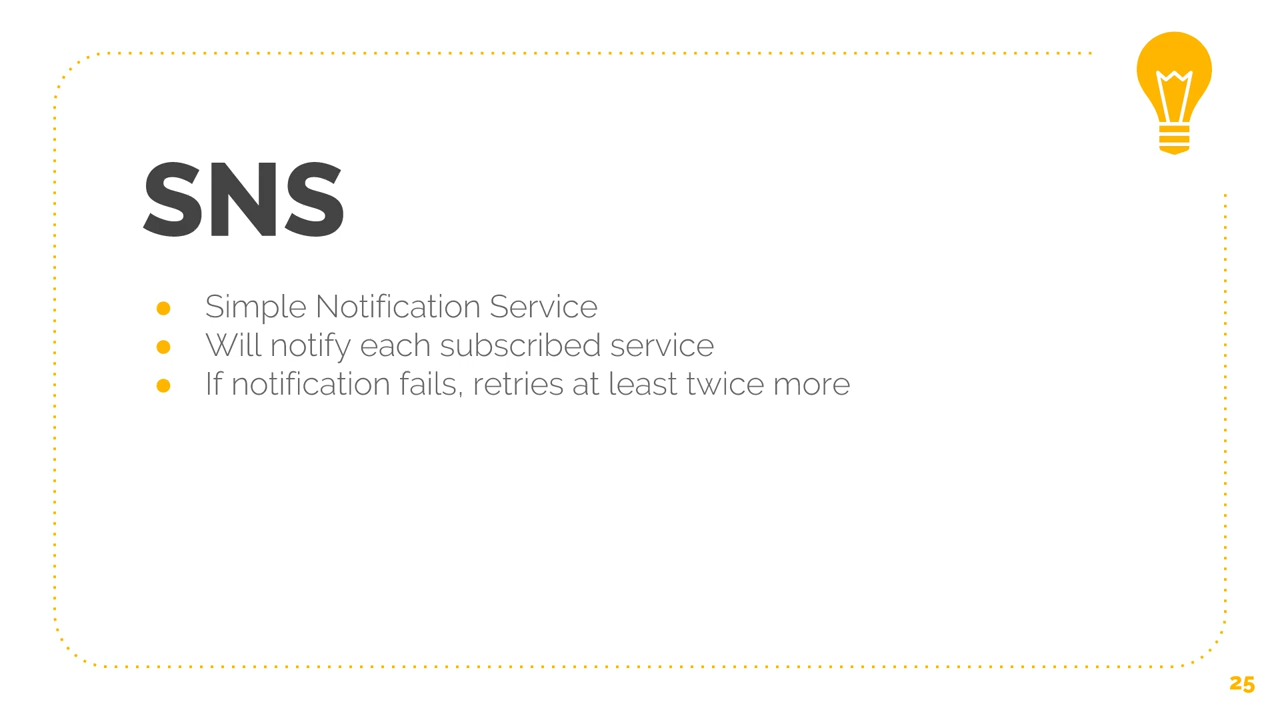 SNS
● Simple Notification Service
● Will notify each subscribed service
● If notification fails, retries at least twice more
25